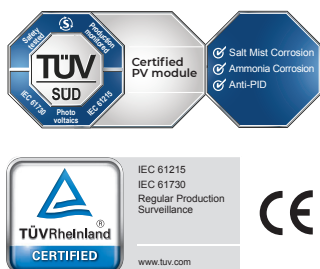 Safety tested
Production monitored
TÜV
SÜD
IEC 61730
Photo
voltaics
IEC 61215
Certified
PV module
Salt Mist Corrosion
Ammonia Corrosion
Anti-PID
TÜVRheinland
®
CERTIFIED
IEC 61215
IEC 61730
Regular Production
Surveillance
www.tuv.com
CE